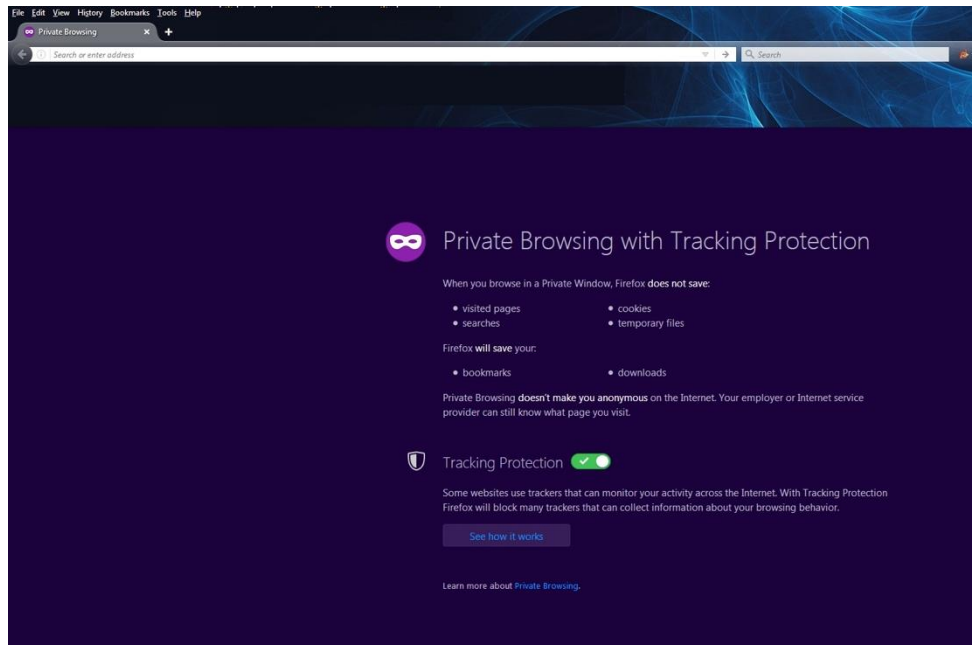 File Edit View History Bookmarks Tools Help
Private Browsing
Search or enter address
Search
Private Browsing with Tracking Protection
When you browse in a Private Window, Firefox does not save:
visited pages
searches
cookies
temporary files
Firefox will save your:
bookmarks
downloads
Private Browsing doesn't make you anonymous on the Internet. Your employer or Internet service
provider can still know what page you visit.
Tracking Protection
Some websites use trackers that can monitor your activity across the Internet. With Tracking Protection
Firefox will block many trackers that can collect information about your browsing behavior.
See how it works
Learn more about Private Browsing.